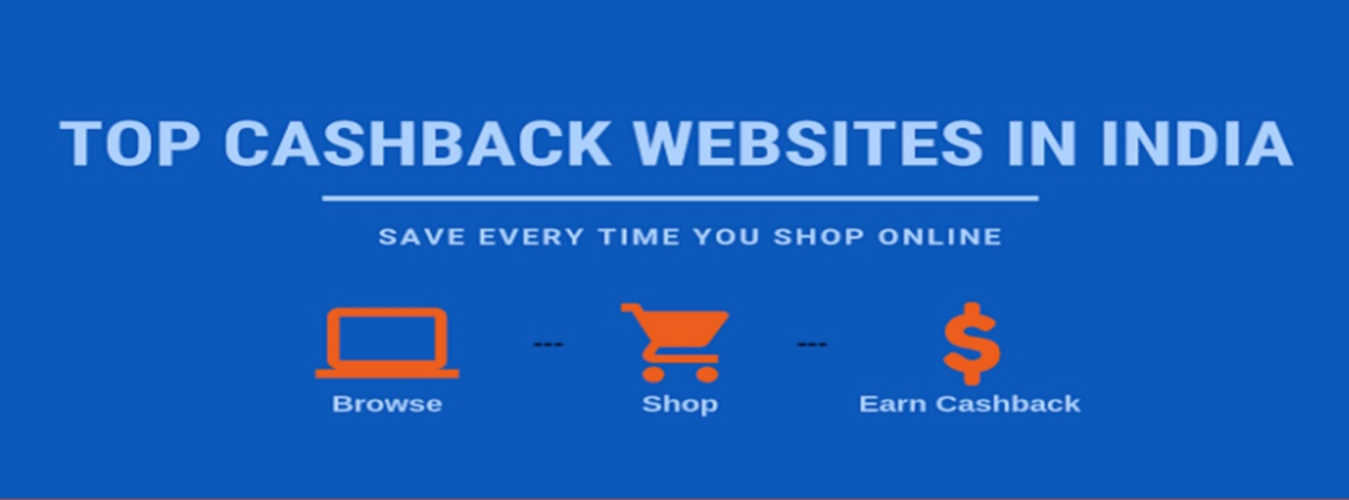 TOP CASHBACK WEBSITES IN INDIA
SAVE EVERY TIME YOU SHOP ONLINE
Browse --- Shop --- Earn Cashback